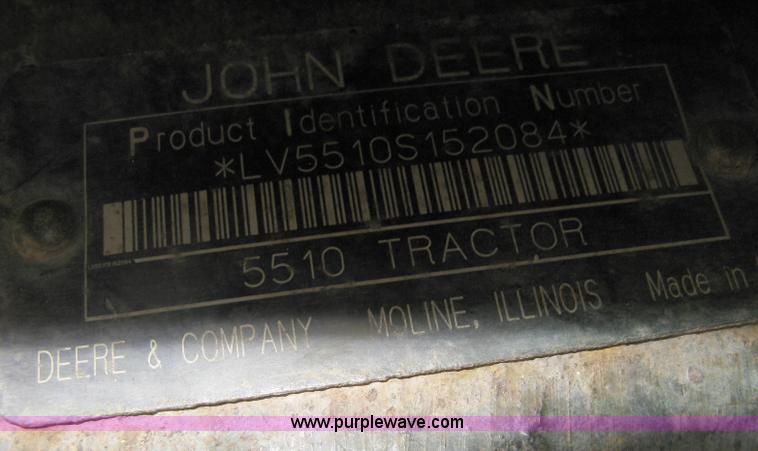 JOHN DEERE
Product Identification Number
*LV5510S152084*
5510 TRACTOR
DEERE & COMPANY MOLINE, ILLINOIS Made in
www.purplewave.com